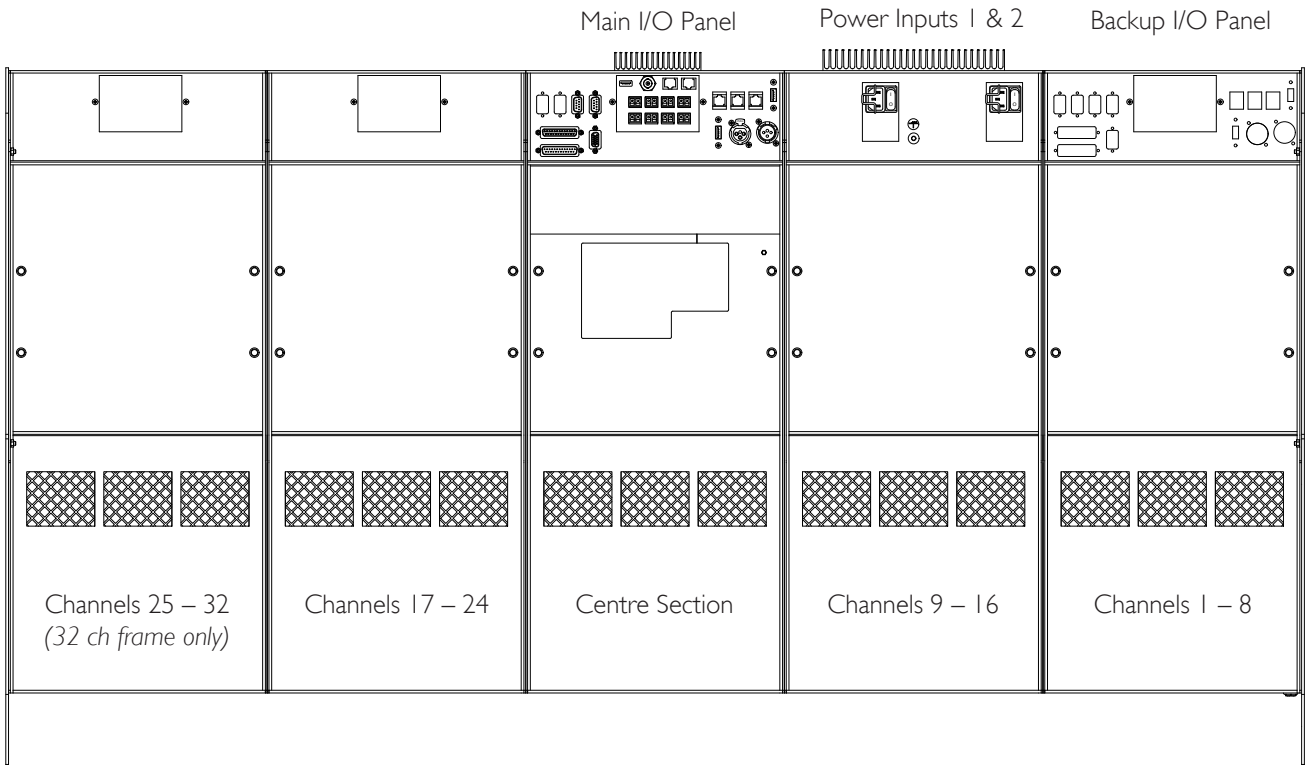 Main I/O Panel
Power Inputs 1 & 2
Backup I/O Panel
Channels 25 – 32
(32 ch frame only)
Channels 17 – 24
Centre Section
Channels 9 – 16
Channels 1 – 8